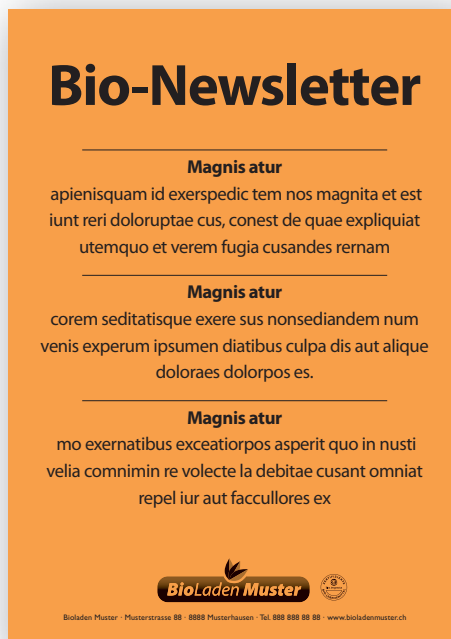 Bio-Newsletter
Magnis atur
apienisquam id exerspedic tem nos magnita et est
iunt reri doloruptae cus, conest de quae expliquiat
utemquo et verem fugia cusandes rernam
Magnis atur
corem seditatisque exere sus nonsediandem num
venis experum ipsumen diatibus culpa dis aut alique
doloraes dolorpos es.
Magnis atur
mo exernatibus exceatiorpos asperit quo in nusti
velia comnimin re volecte la debitae cusant omniat
repel iur aut faccullores ex
BioLaden Muster
Bioladen Muster · Musterstrasse 88 · 8888 Musterhausen · Tel. 888 888 88 88 · www.bioladenmuster.ch